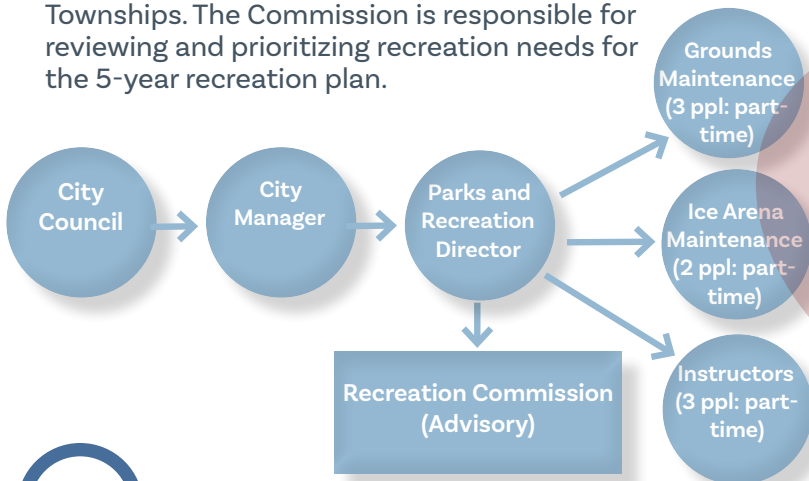 Townships. The Commission is responsible for
reviewing and prioritizing recreation needs for
the 5-year recreation plan.
Grounds
Maintenance
(3 ppl: part-
time)
City
Council
City
Manager
Parks and
Recreation
Director
Ice Arena
Maintenance
(2 ppl: part-
time)
Recreation Commission
(Advisory)
Instructors
(3 ppl: part-
time)